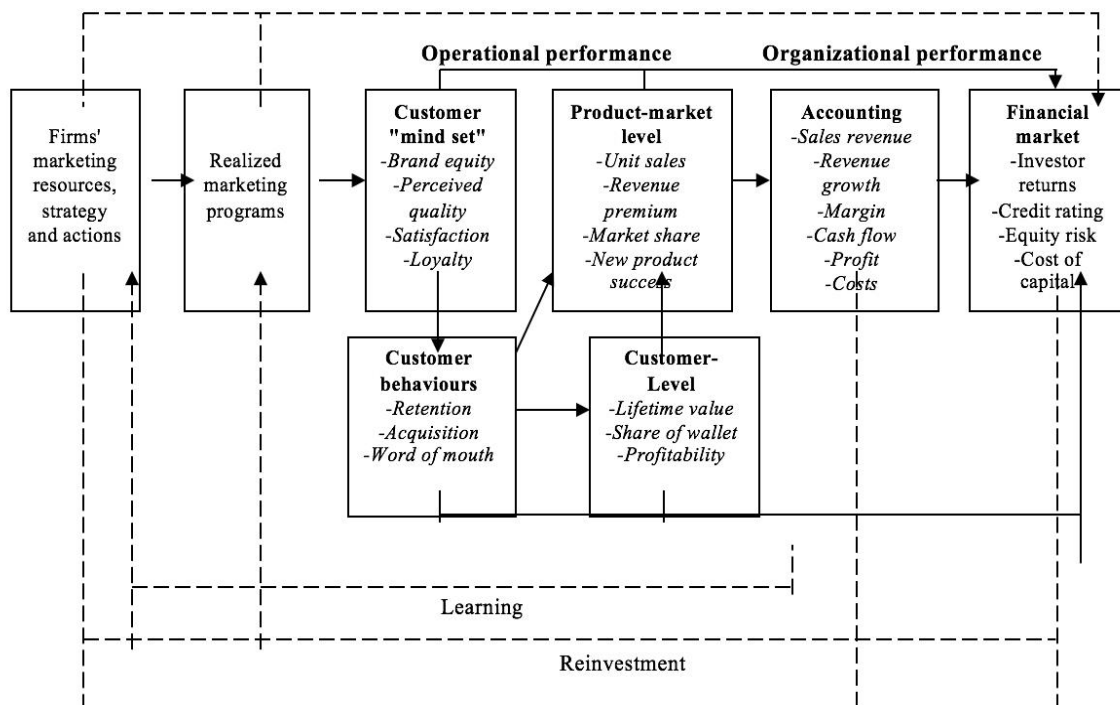 Operational performance
Organizational performance
Firms'
marketing
resources,
strategy
and actions
Realized
marketing
programs
Customer
"mind set"
-Brand equity
-Perceived
quality
-Satisfaction
-Loyalty
Product-market
level
-Unit sales
-Revenue
premium
-Market share
-New product
success
Accounting
-Sales revenue
-Revenue
growth
-Margin
-Cash flow
-Profit
-Costs
Financial
market
-Investor
returns
-Credit rating
-Equity risk
-Cost of
capital
Customer
behaviours
-Retention
-Acquisition
-Word of mouth
Customer-
Level
-Lifetime value
-Share of wallet
-Profitability
Learning
Reinvestment